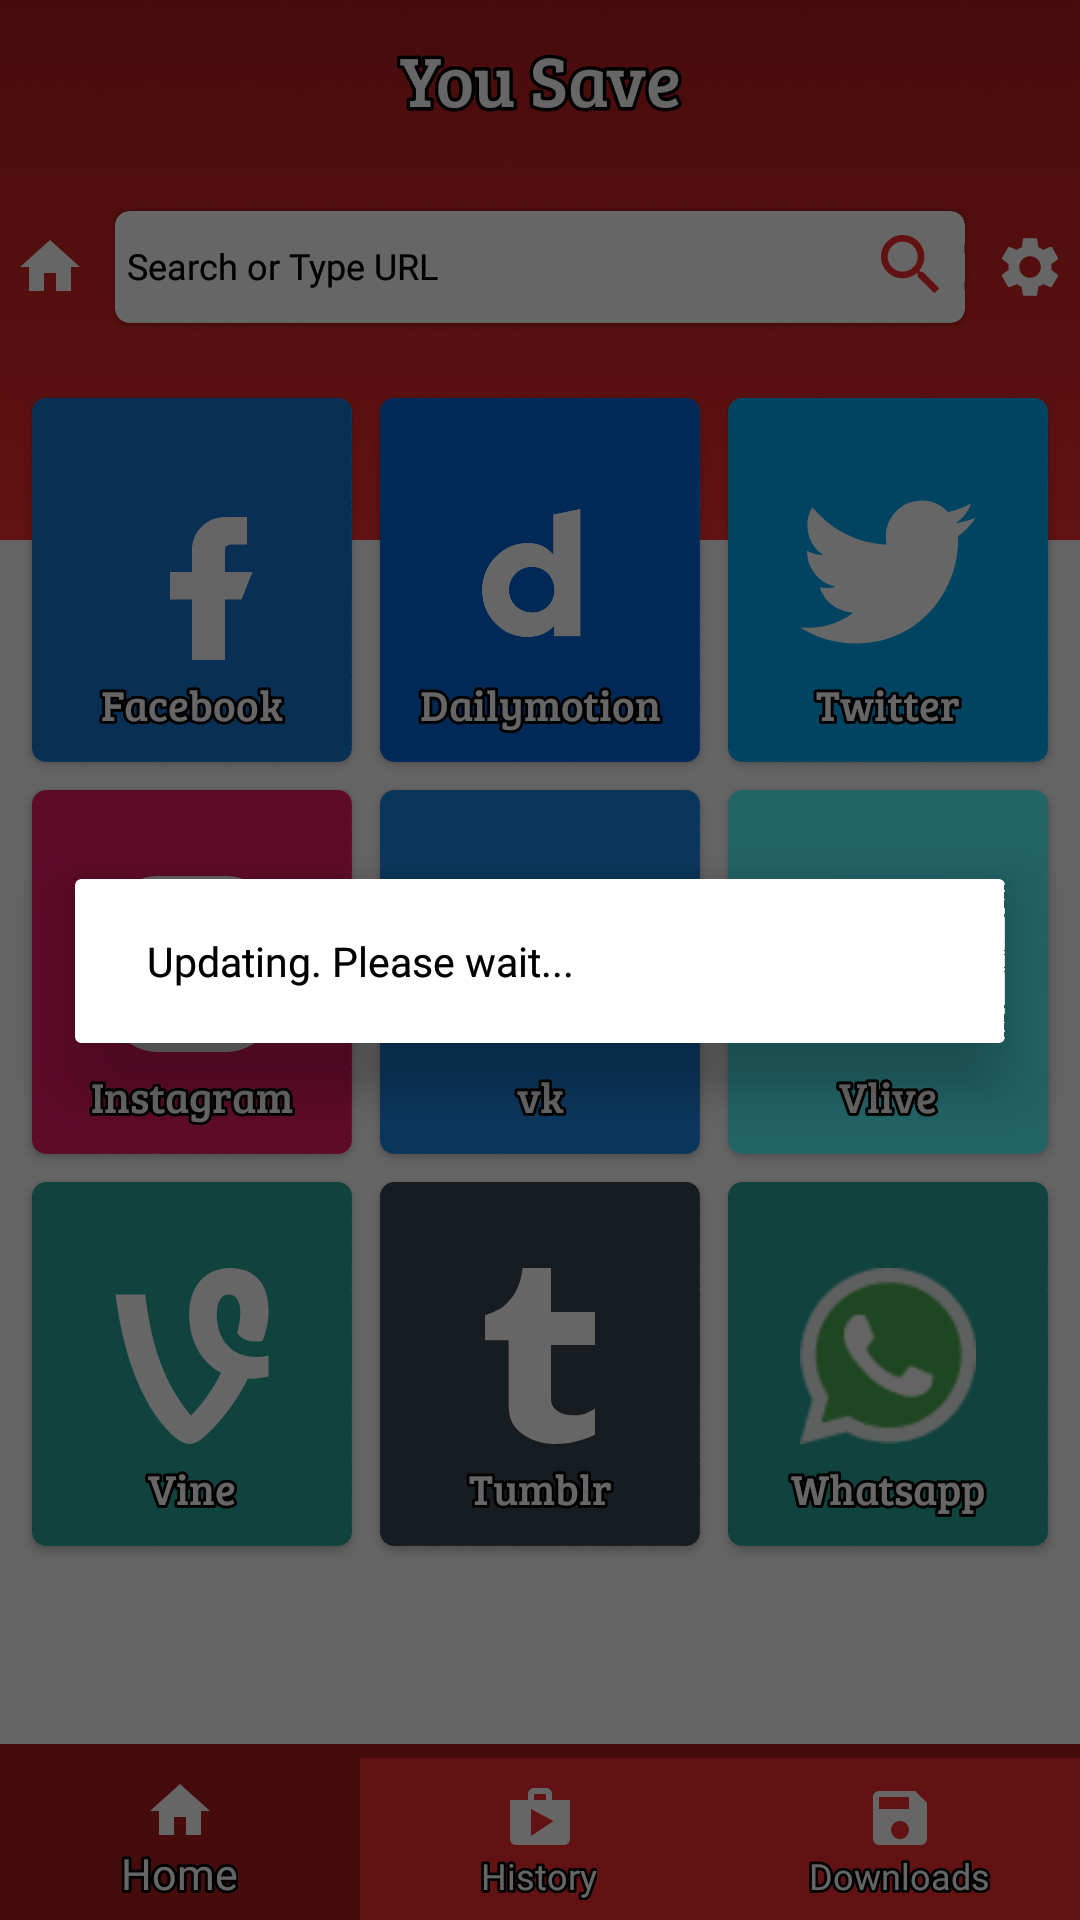 You Save
Search or Type URL
Facebook
Dailymotion
Twitter
Updating. Please wait...
Instagram
vk
Vlive
Vine
Tumblr
Whatsapp
Home
History
Downloads